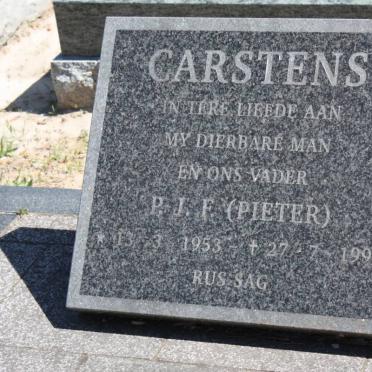 CARSTENS
IN TERE LIEFDE AAN
MY DIERBARE MAN
EN ONS VADER
P. J. F. (PIETER)
* 13 - 3 - 1953 + 27 - 7 - 199
RUS SAG